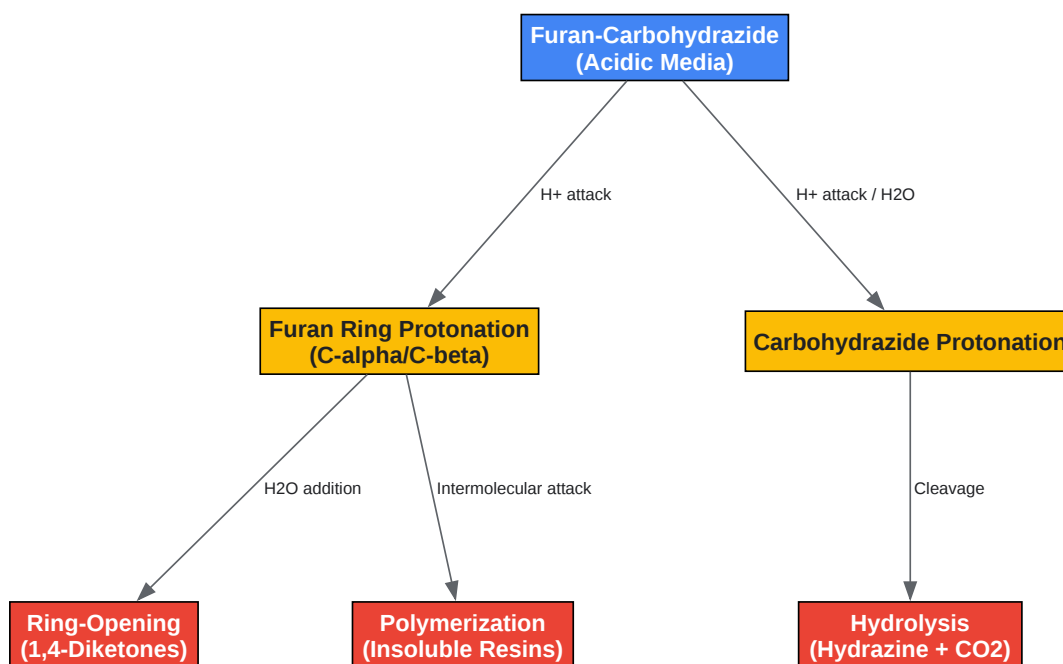 Furan-Carbohydrazide
(Acidic Media)
H+ attack
H+ attack / H2O
Furan Ring Protonation
(C-alpha/C-beta)
Carbohydrazide Protonation
H2O addition
Intermolecular attack
Cleavage
Ring-Opening
(1,4-Diketones)
Polymerization
(Insoluble Resins)
Hydrolysis
(Hydrazine + CO2)